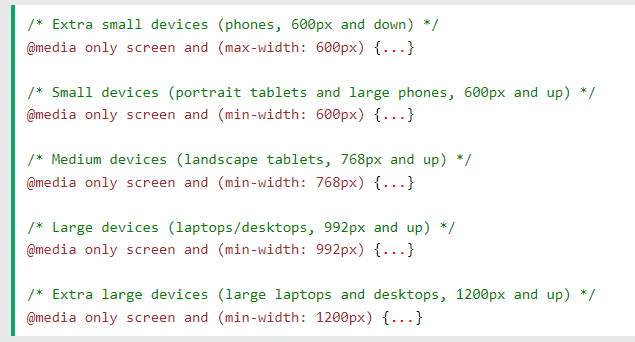 /* Extra small devices (phones, 600px and down) */
@media only screen and (max-width: 600px) {...}
/* Small devices (portrait tablets and large phones, 600px and up) */
@media only screen and (min-width: 600px) {...}
/* Medium devices (landscape tablets, 768px and up) */
@media only screen and (min-width: 768px) {...}
/* Large devices (laptops/desktops, 992px and up) */
@media only screen and (min-width: 992px) {...}
/* Extra large devices (large laptops and desktops, 1200px and up) */
@media only screen and (min-width: 1200px) {...}